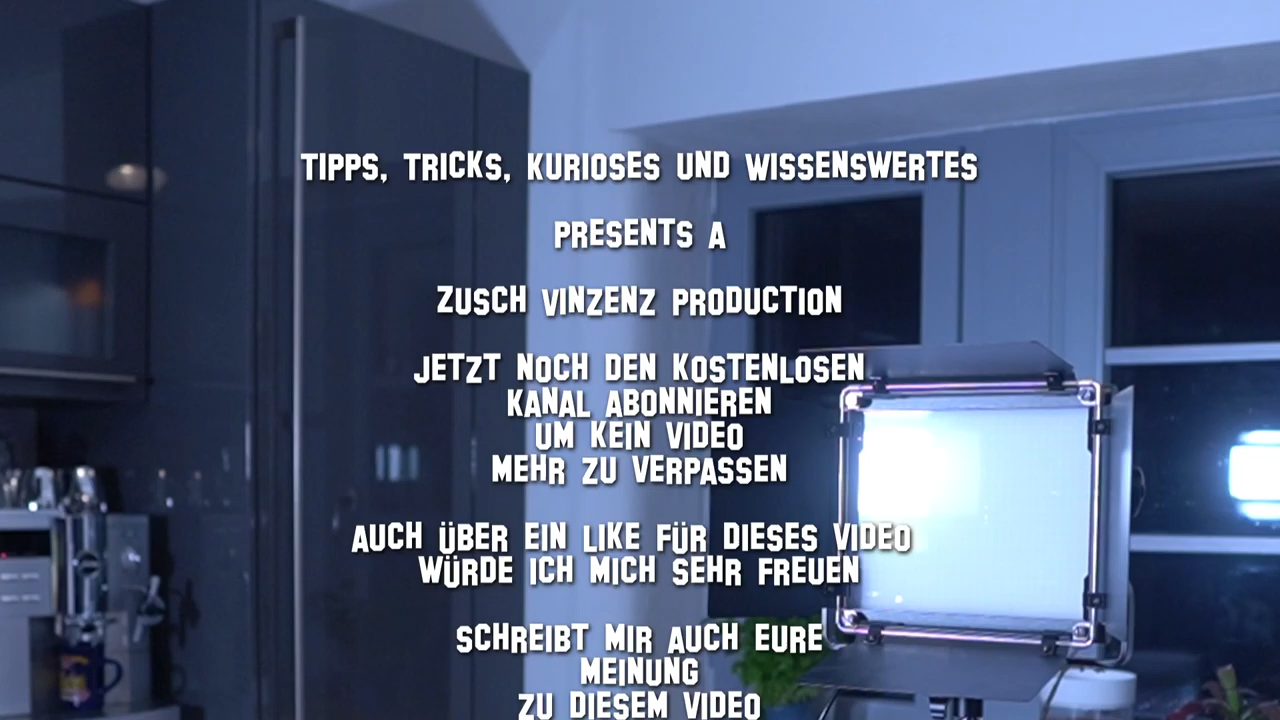 TIPPS, TRICKS, KURIOSES UND WISSENSWERTES
PRESENTS A
ZUSCH VINZENZ PRODUCTION
JETZT NOCH DEN KOSTENLOSEN
KANAL ABONNIEREN
UM KEIN VIDEO
MEHR ZU VERPASSEN
AUCH ÜBER EIN LIKE FÜR DIESES VIDEO
WÜRDE ICH MICH SEHR FREUEN
SCHREIBT MIR AUCH EURE
MEINUNG
ZU DIESEM VIDEO